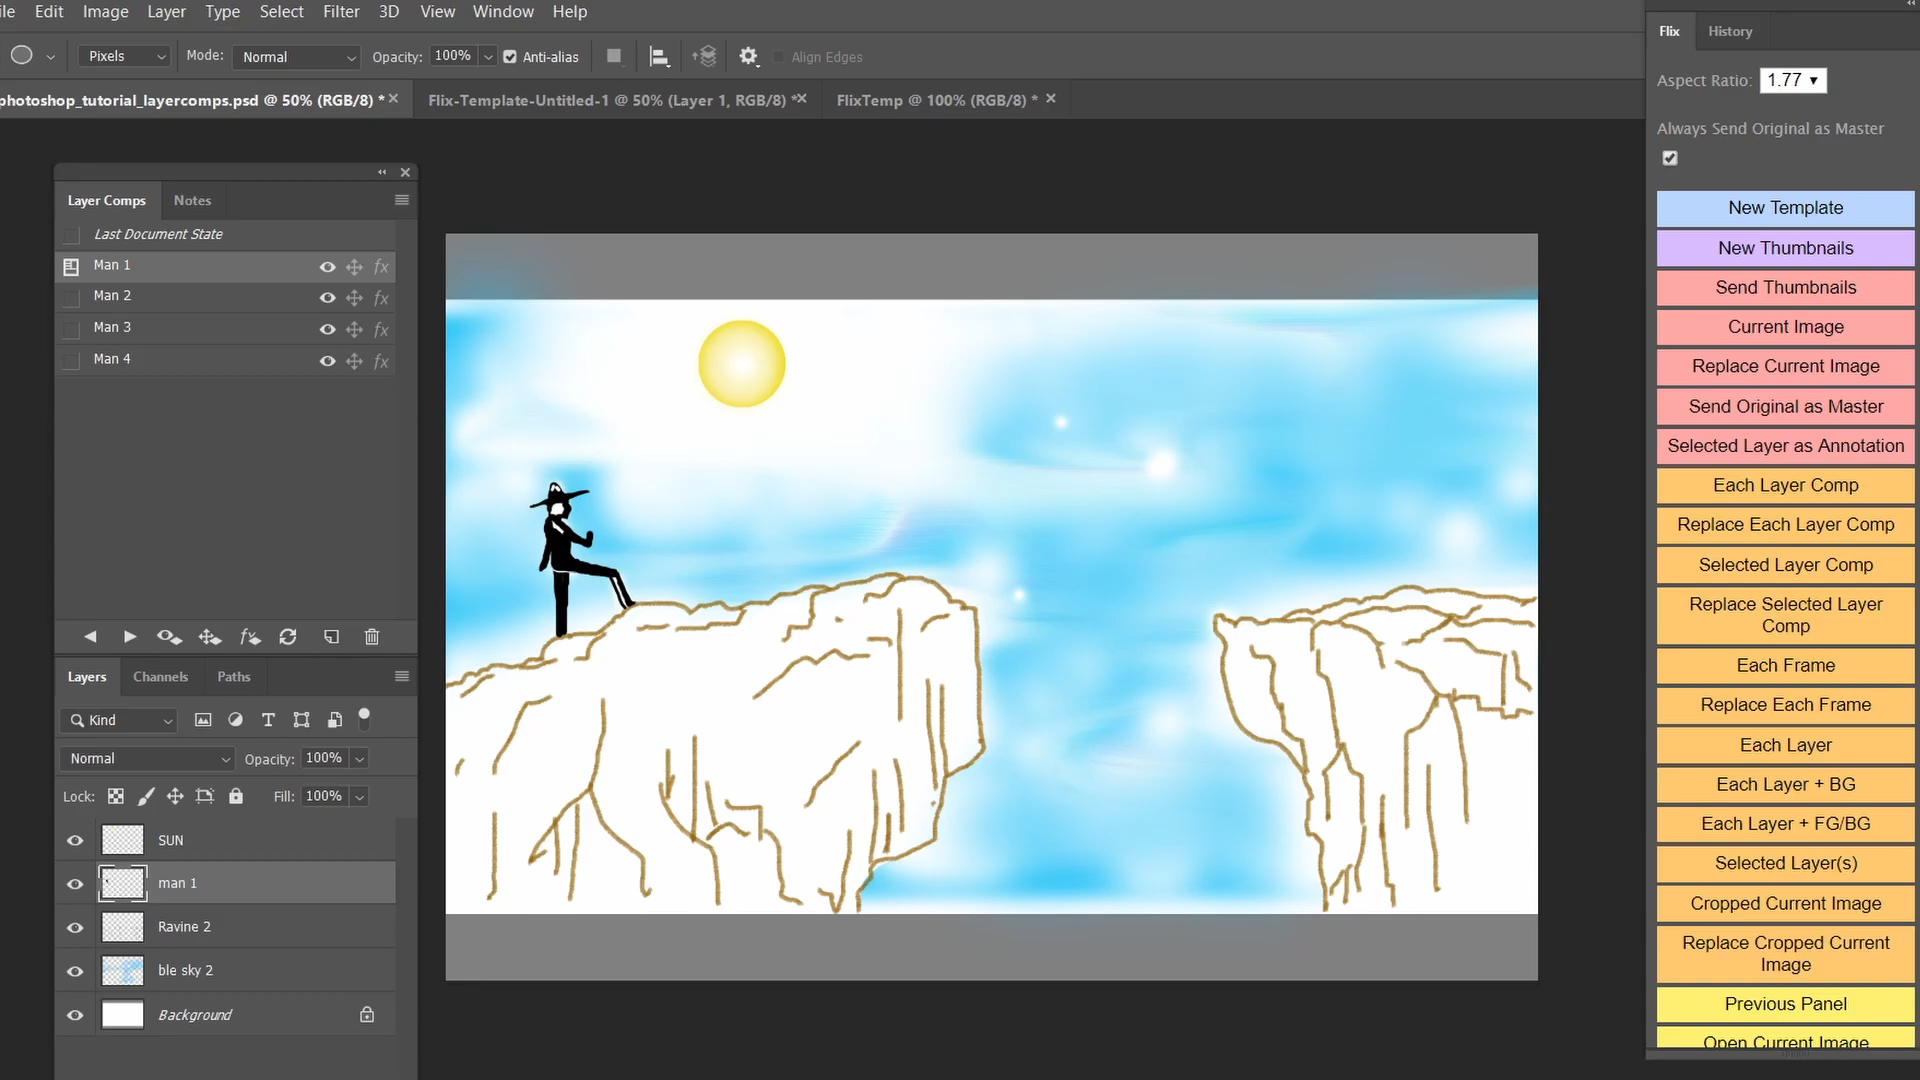 ile Edit Image Layer Type Select Filter 3D View Window Help
Pixels Mode: Normal Opacity: 100% Anti-alias Align Edges
photoshop_tutorial_layercomps.psd @ 50% (RGB/8) * Flix-Template-Untitled-1 @ 50% (Layer 1, RGB/8) * FlixTemp @ 100% (RGB/8) *
Layer Comps Notes
Last Document State
Man 1 fx
Man 2 fx
Man 3 fx
Man 4 fx
Layers Channels Paths
Kind
Normal Opacity: 100%
Lock: Fill: 100%
SUN
man 1
Ravine 2
ble sky 2
Background
Flix History
Aspect Ratio: 1.77
Always Send Original as Master
New Template
New Thumbnails
Send Thumbnails
Current Image
Replace Current Image
Send Original as Master
Selected Layer as Annotation
Each Layer Comp
Replace Each Layer Comp
Selected Layer Comp
Replace Selected Layer
Comp
Each Frame
Replace Each Frame
Each Layer
Each Layer + BG
Each Layer + FG/BG
Selected Layer(s)
Cropped Current Image
Replace Cropped Current
Image
Previous Panel
Open Current Image